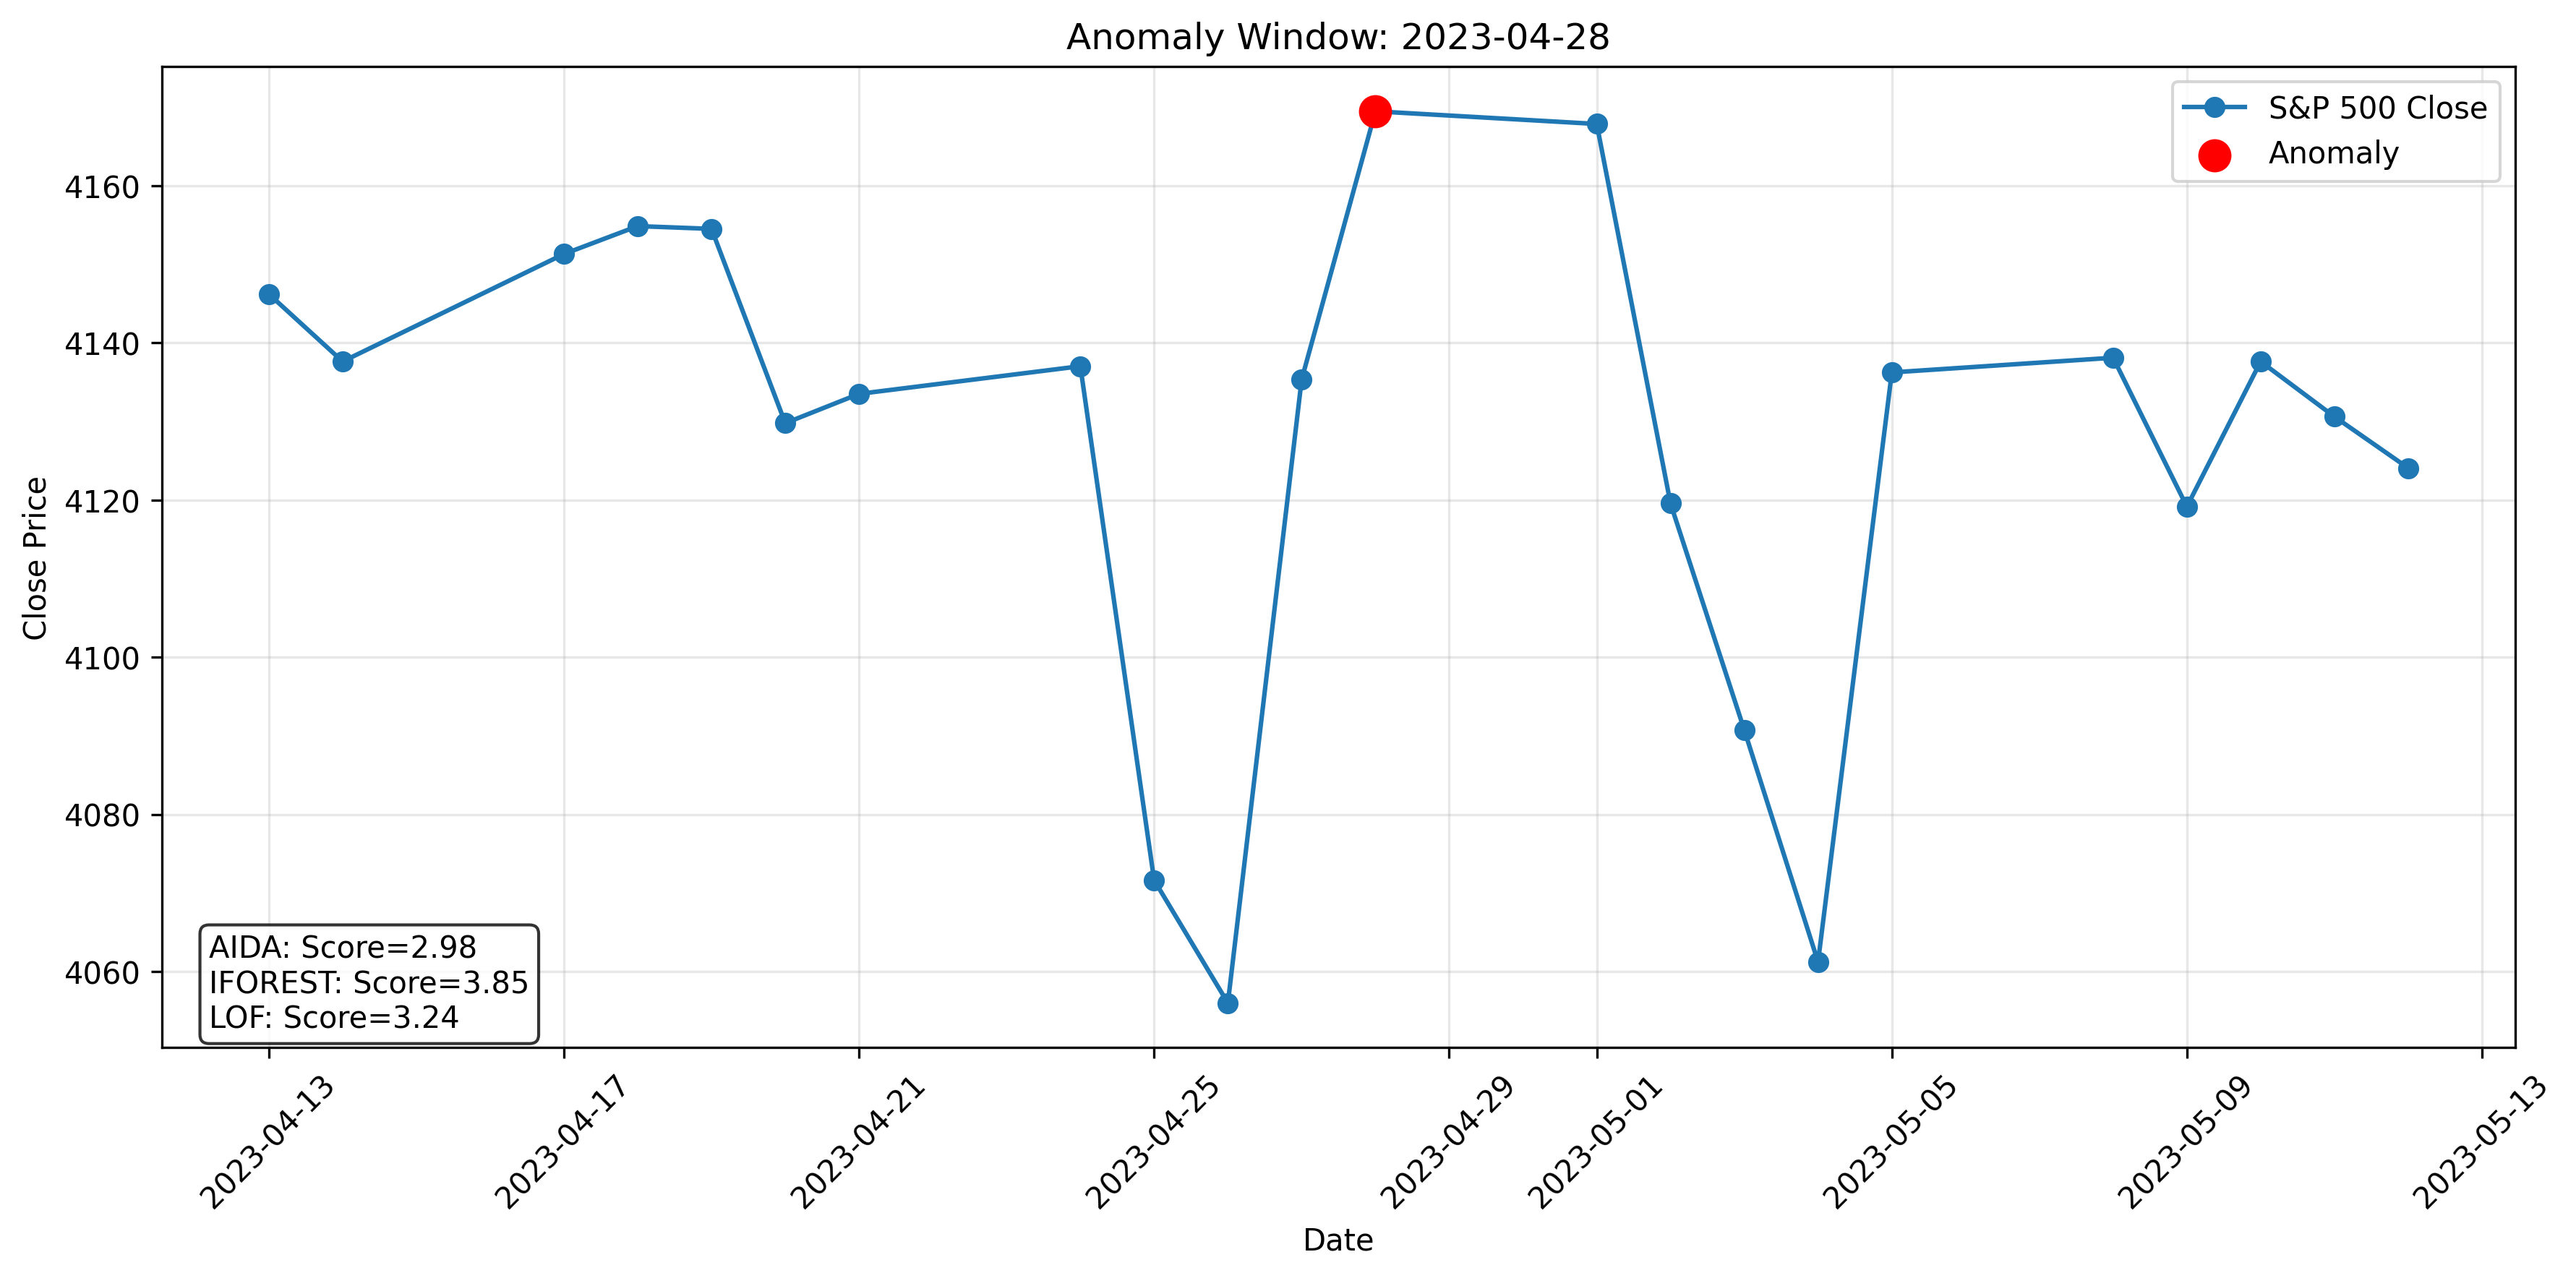 Anomaly Window: 2023-04-28
S&P 500 Close
Anomaly
4160
4140
4120
4100
4080
4060
Close Price
AIDA: Score=2.98
IFOREST: Score=3.85
LOF: Score=3.24
2023-04-13
2023-04-17
2023-04-21
2023-04-25
2023-04-29
2023-05-01
2023-05-05
2023-05-09
2023-05-13
Date